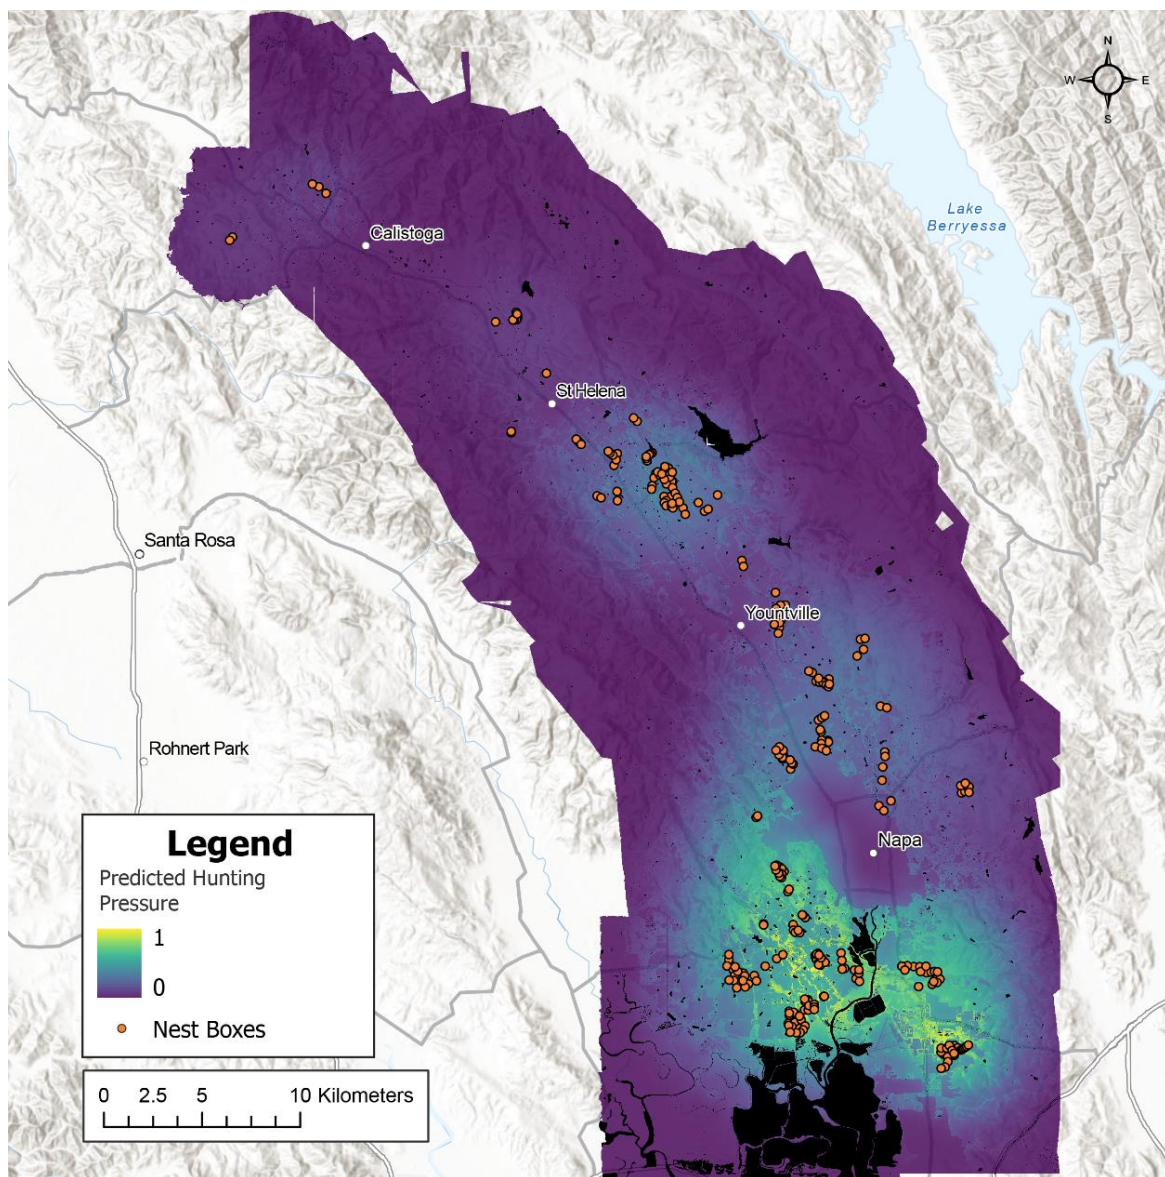 N
W E
S
Lake
Berryessa
Calistoga
St Helena
Santa Rosa
Yountville
Rohnert Park
Napa
Legend
Predicted Hunting
Pressure
1
0
Nest Boxes
0 2.5 5 10 Kilometers